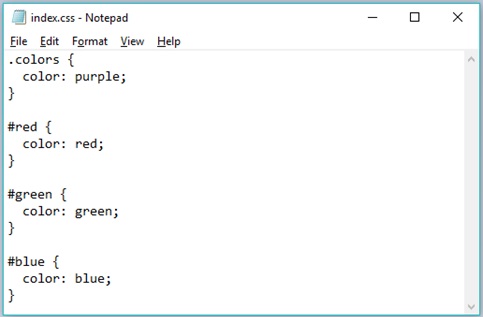 index.css - Notepad
File Edit Format View Help
.colors {
  color: purple;
}

#red {
  color: red;
}

#green {
  color: green;
}

#blue {
  color: blue;
}